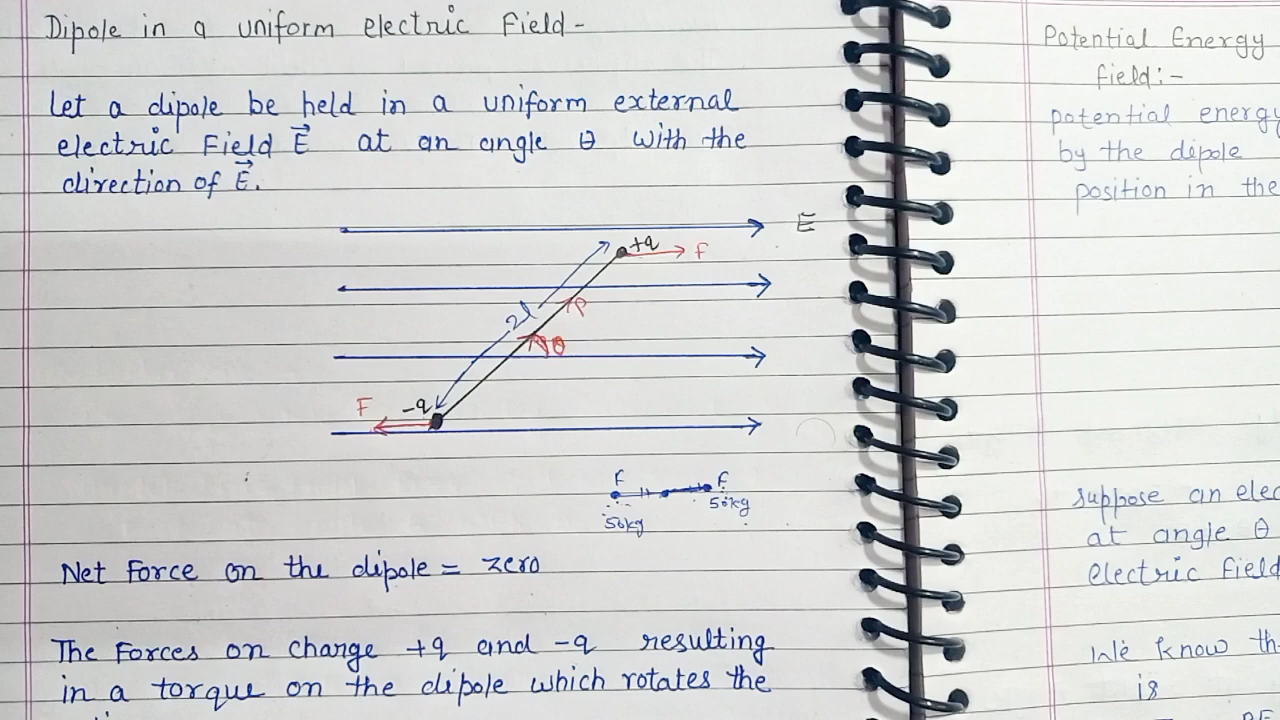 Dipole in a uniform electric Field -
Let a dipole be held in a uniform external
electric Field E⃗ at an angle θ with the
direction of E⃗.
E⃗
+q
F
2l
P
θ
F
-q
F F
50kg 50kg
Net Force on the dipole = zero
The Forces on charge +q and -q resulting
in a torque on the dipole which rotates the
Potential Energy
field:-
potential energy
by the dipole
position in the
suppose an elec
at angle θ
electric field
We know th
is